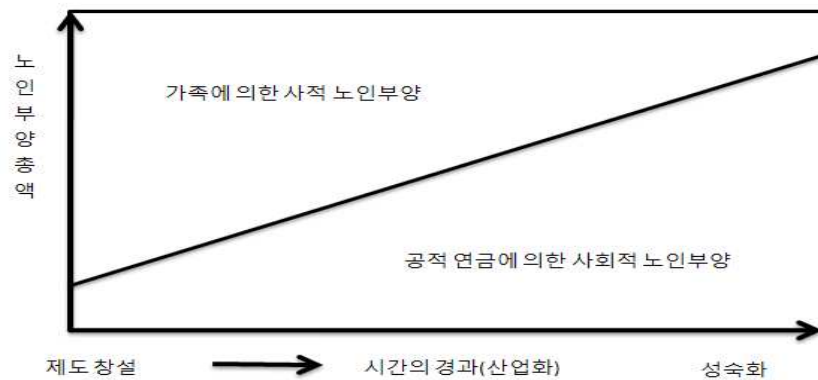 노인부양총액
가족에 의한 사적 노인부양
공적 연금에 의한 사회적 노인부양
제도 창설
시간의 경과(산업화)
성숙화